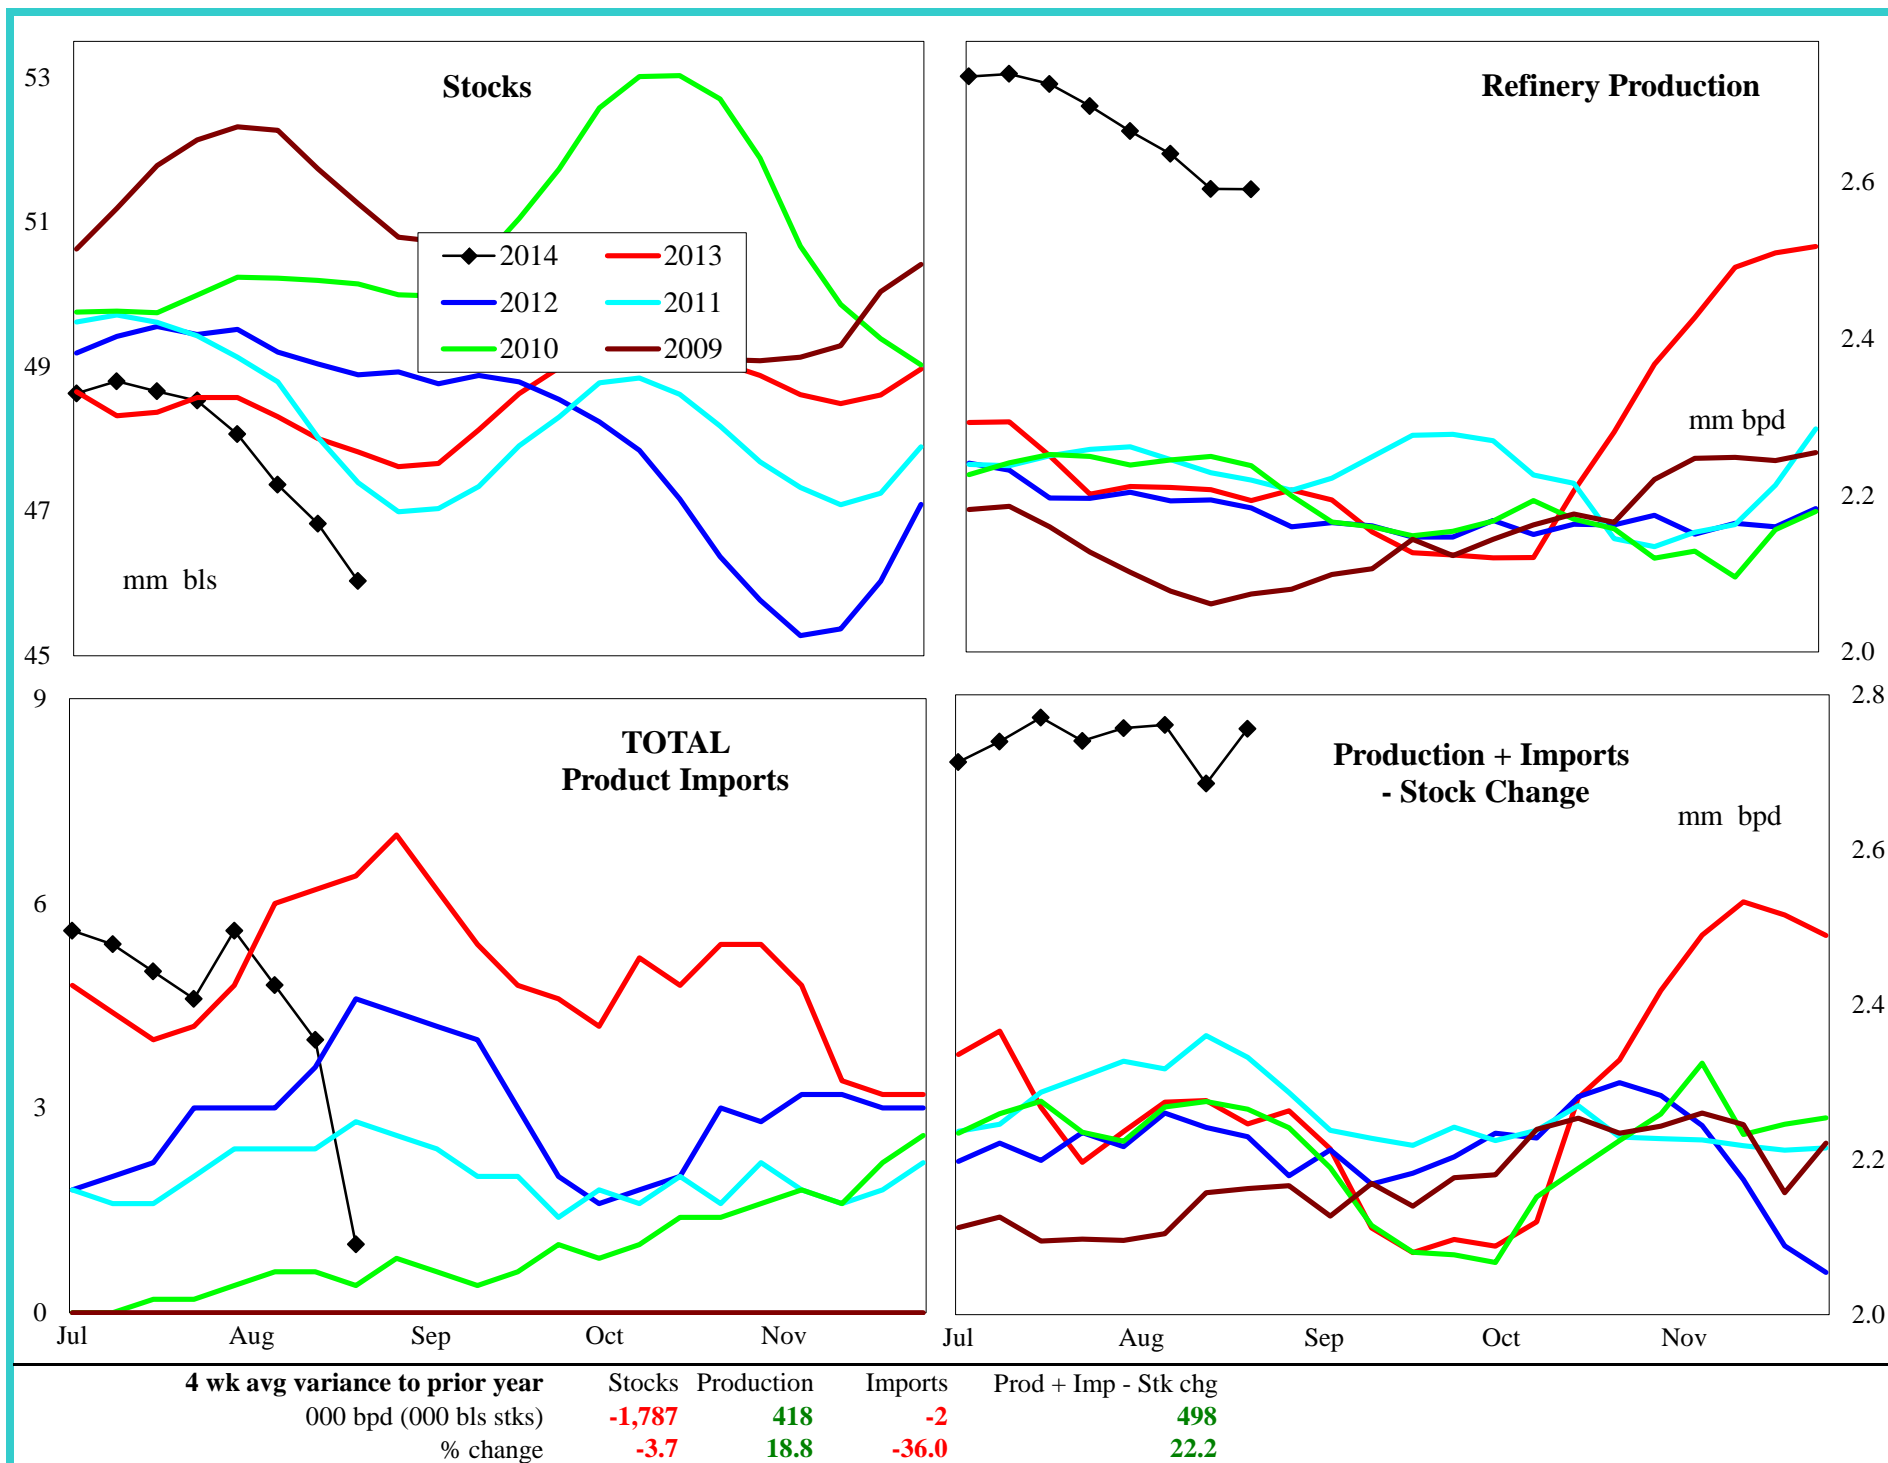 Stocks
53
51
49
47
45
mm bls
2014
2013
2012
2011
2010
2009
Refinery Production
mm bpd
2.6
2.4
2.2
2.0
TOTAL
Product Imports
9
6
3
0
Jul Aug Sep Oct Nov
Production + Imports
- Stock Change
mm bpd
2.8
2.6
2.4
2.2
2.0
Jul Aug Sep Oct Nov
4 wk avg variance to prior year Stocks Production Imports Prod + Imp - Stk chg
000 bpd (000 bls stks) -1,787 418 -2 498
% change -3.7 18.8 -36.0 22.2